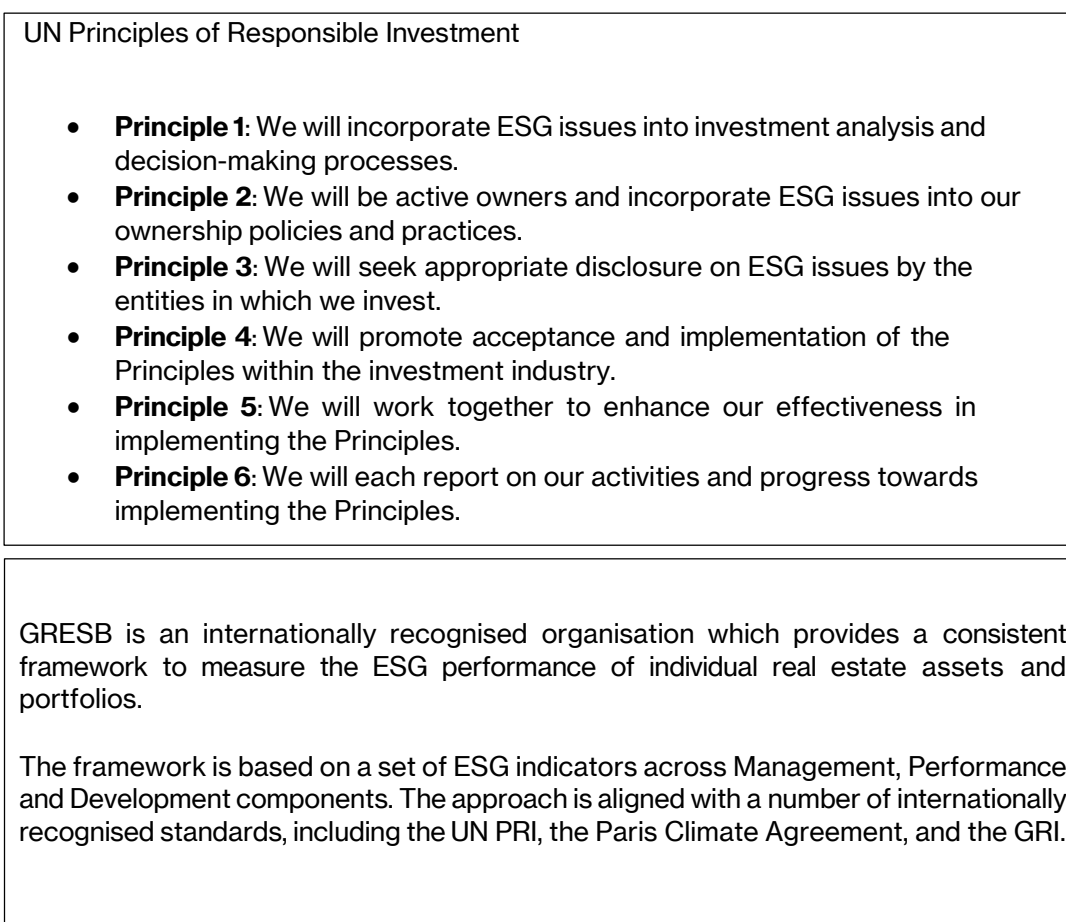 UN Principles of Responsible Investment
• Principle 1: We will incorporate ESG issues into investment analysis and
decision-making processes.
• Principle 2: We will be active owners and incorporate ESG issues into our
ownership policies and practices.
• Principle 3: We will seek appropriate disclosure on ESG issues by the
entities in which we invest.
• Principle 4: We will promote acceptance and implementation of the
Principles within the investment industry.
• Principle 5: We will work together to enhance our effectiveness in
implementing the Principles.
• Principle 6: We will each report on our activities and progress towards
implementing the Principles.
GRESB is an internationally recognised organisation which provides a consistent
framework to measure the ESG performance of individual real estate assets and
portfolios.
The framework is based on a set of ESG indicators across Management, Performance
and Development components. The approach is aligned with a number of internationally
recognised standards, including the UN PRI, the Paris Climate Agreement, and the GRI.